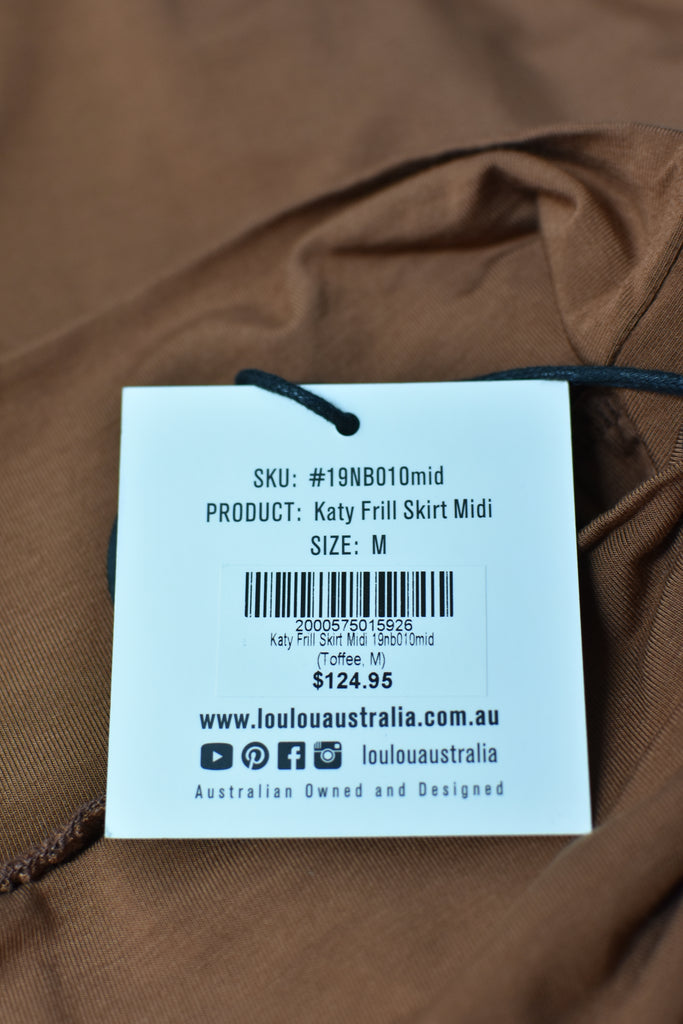 SKU: #19NB010mid
PRODUCT: Katy Frill Skirt Midi
SIZE: M
2000575015926
Katy Frill Skirt Midi 19nb010mid
(Toffee, M)
$124.95
www.loulouaustralia.com.au
loulouaustralia
Australian Owned and Designed